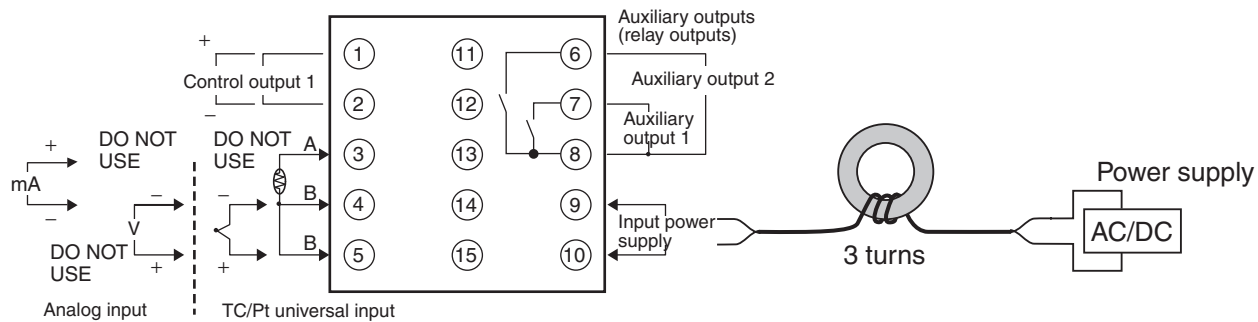 +
Control output 1
−
DO NOT
USE
DO NOT
USE
+
mA
−
−
V
+
DO NOT
USE
−
+
A
B
B
Analog input
TC/Pt universal input
1
2
3
4
5
11
12
13
14
15
6
7
8
9
10
Auxiliary outputs
(relay outputs)
Auxiliary output 2
Auxiliary
output 1
Input power
supply
3 turns
Power supply
AC/DC